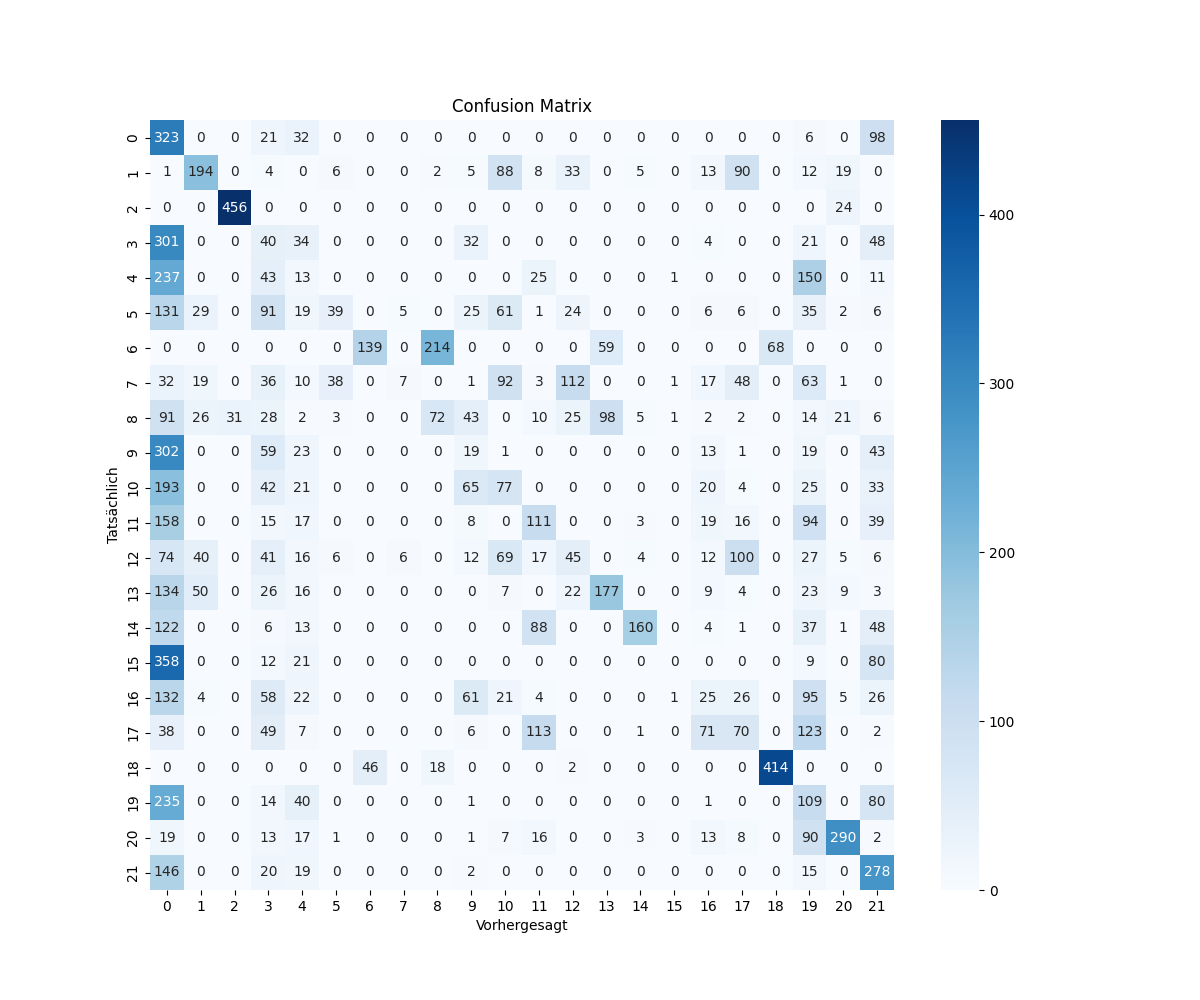 Confusion Matrix
0 323 0 0 21 32 0 0 0 0 0 0 0 0 0 0 0 0 0 0 6 0 98
1 1 194 0 4 0 6 0 0 2 5 88 8 33 0 5 0 13 90 0 12 19 0
2 0 0 456 0 0 0 0 0 0 0 0 0 0 0 0 0 0 0 0 0 24 0
400
3 301 0 0 40 34 0 0 0 0 32 0 0 0 0 0 0 4 0 0 21 0 48
4 237 0 0 43 13 0 0 0 0 0 0 25 0 0 0 1 0 0 0 150 0 11
5 131 29 0 91 19 39 0 5 0 25 61 1 24 0 0 0 6 6 0 35 2 6
6 0 0 0 0 0 0 139 0 214 0 0 0 0 59 0 0 0 0 68 0 0 0
7 32 19 0 36 10 38 0 7 0 1 92 3 112 0 0 1 17 48 0 63 1 0
300
8 91 26 31 28 2 3 0 0 72 43 0 10 25 98 5 1 2 2 0 14 21 6
9 302 0 0 59 23 0 0 0 0 19 1 0 0 0 0 0 13 1 0 19 0 43
10 193 0 0 42 21 0 0 0 0 65 77 0 0 0 0 0 20 4 0 25 0 33
Tatsächlich
11 158 0 0 15 17 0 0 0 0 8 0 111 0 0 3 0 19 16 0 94 0 39
12 74 40 0 41 16 6 0 6 0 12 69 17 45 0 4 0 12 100 0 27 5 6
200
13 134 50 0 26 16 0 0 0 0 0 7 0 22 177 0 0 9 4 0 23 9 3
14 122 0 0 6 13 0 0 0 0 0 0 88 0 0 160 0 4 1 0 37 1 48
15 358 0 0 12 21 0 0 0 0 0 0 0 0 0 0 0 0 0 0 9 0 80
16 132 4 0 58 22 0 0 0 0 61 21 4 0 0 0 1 25 26 0 95 5 26
17 38 0 0 49 7 0 0 0 0 6 0 113 0 0 1 0 71 70 0 123 0 2
100
18 0 0 0 0 0 0 46 0 18 0 0 0 2 0 0 0 0 0 414 0 0 0
19 235 0 0 14 40 0 0 0 0 1 0 0 0 0 0 0 1 0 0 109 0 80
20 19 0 0 13 17 1 0 0 0 1 7 16 0 0 3 0 13 8 0 90 290 2
21 146 0 0 20 19 0 0 0 0 2 0 0 0 0 0 0 0 0 0 15 0 278
0
0 1 2 3 4 5 6 7 8 9 10 11 12 13 14 15 16 17 18 19 20 21
Vorhergesagt